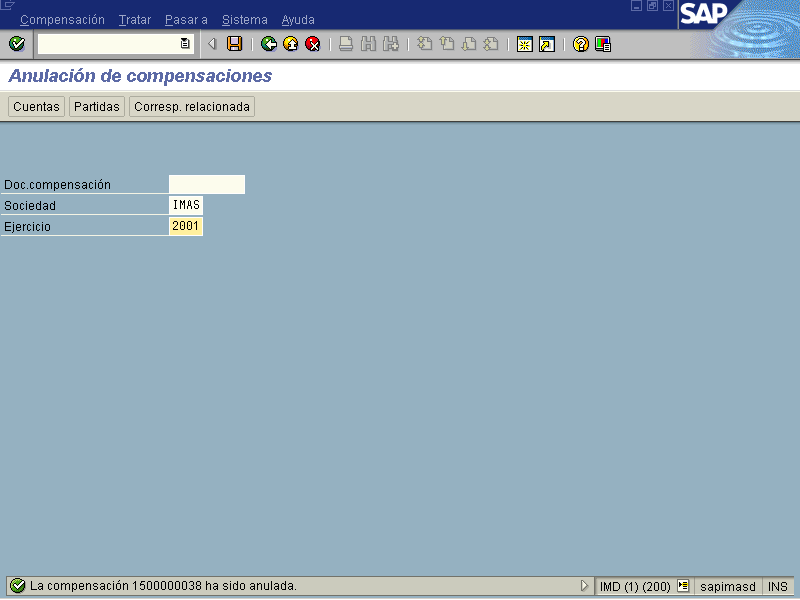 Compensación Tratar Pasar a Sistema Ayuda
SAP
Anulación de compensaciones
Cuentas Partidas Corresp. relacionada
Doc.compensación
Sociedad IMAS
Ejercicio 2001
La compensación 1500000038 ha sido anulada. IMD (1) (200) sapimasd INS